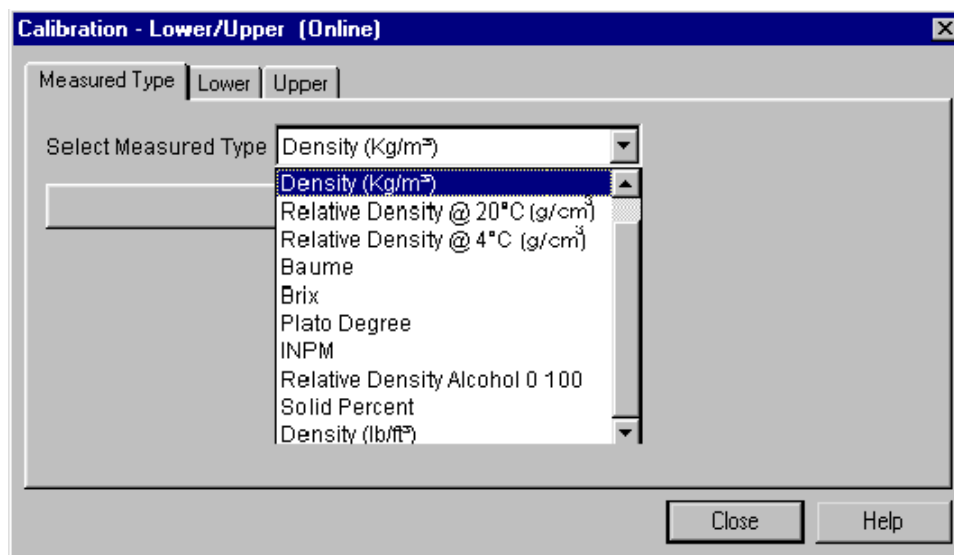 Calibration - Lower/Upper (Online)
Measured Type Lower Upper
Select Measured Type Density (Kg/m³)
Density (Kg/m³)
Relative Density @ 20°C (g/cm³)
Relative Density @ 4°C (g/cm³)
Baume
Brix
Plato Degree
INPM
Relative Density Alcohol 0 100
Solid Percent
Density (lb/ft³)
Close Help